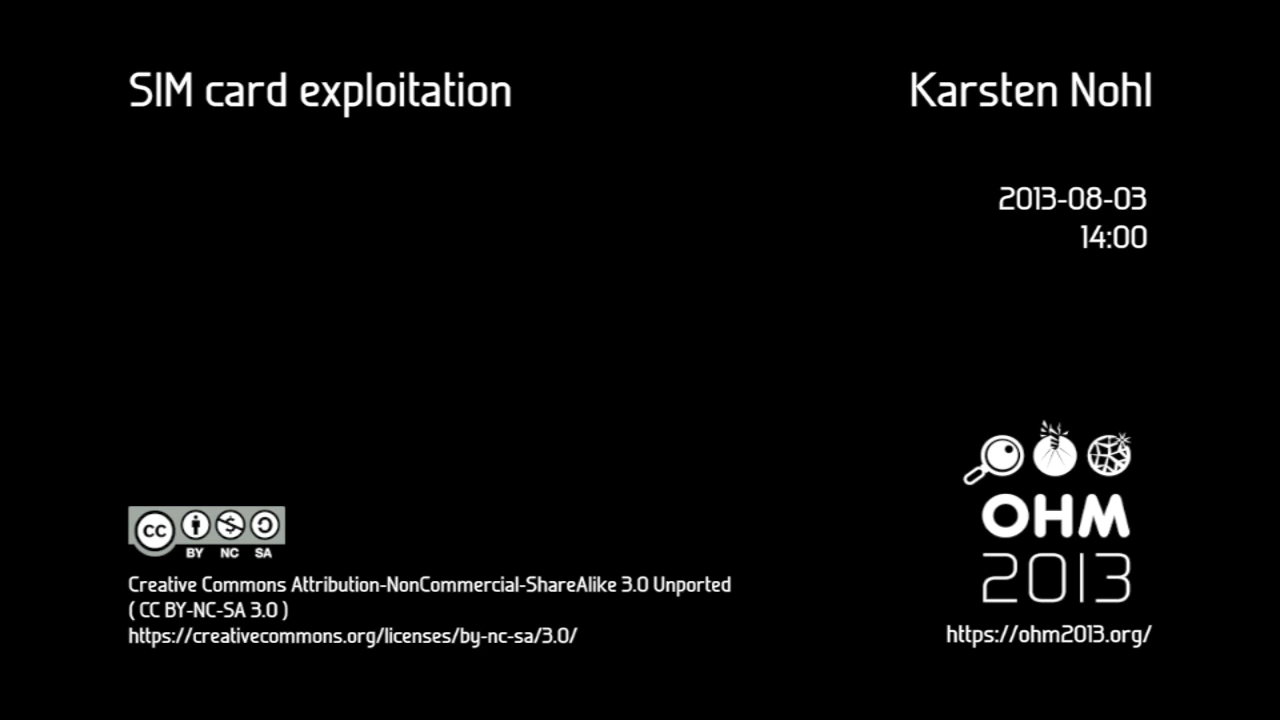 SIM card exploitation
Karsten Nohl
2013-08-03
14:00
cc
BY NC SA
Creative Commons Attribution-NonCommercial-ShareAlike 3.0 Unported
( CC BY-NC-SA 3.0 )
https://creativecommons.org/licenses/by-nc-sa/3.0/
OHM
2013
https://ohm2013.org/